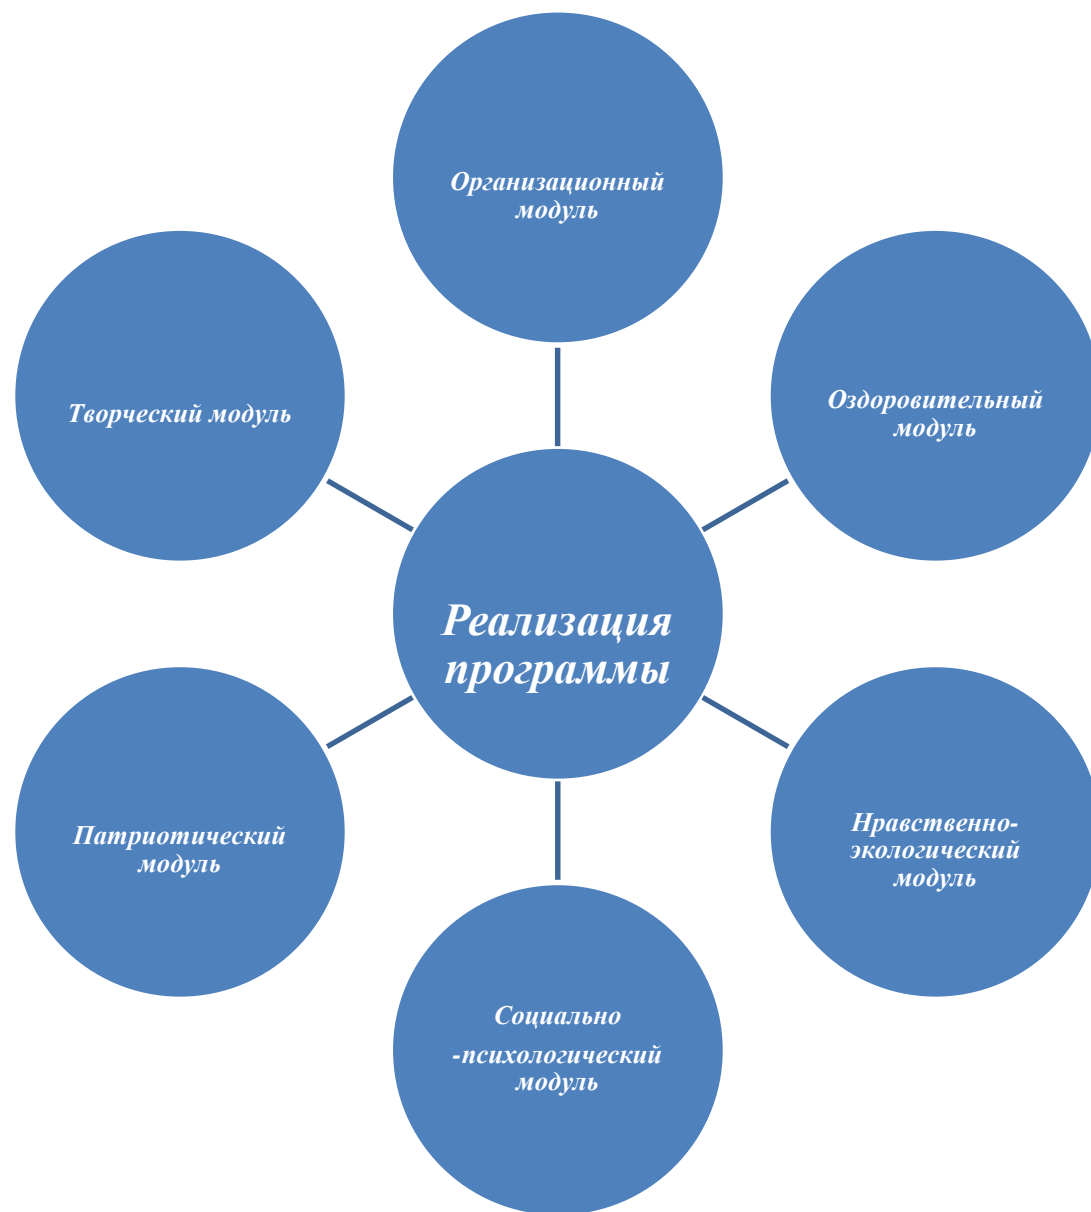 Организационный
модуль
Творческий модуль
Оздоровительный
модуль
Реализация
программы
Патриотический
модуль
Нравственно-
экологический
модуль
Социально
-психологический
модуль